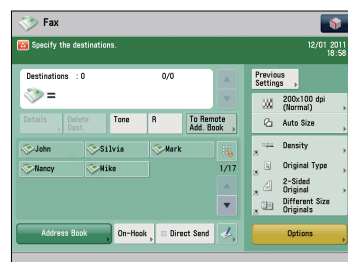 Fax
Specify the destinations.
12/01 2011
18:58
Destinations : 0
0/0
=
Previous
Settings
Details
Delete
Dest.
Tone
R
To Remote
Add. Book
200x100 dpi
(Normal)
Auto Size
John
Silvia
Mark
Nancy
Mike
1/17
Density
Original Type
2-Sided
Original
Different Size
Originals
Address Book
On-Hook
Direct Send
Options